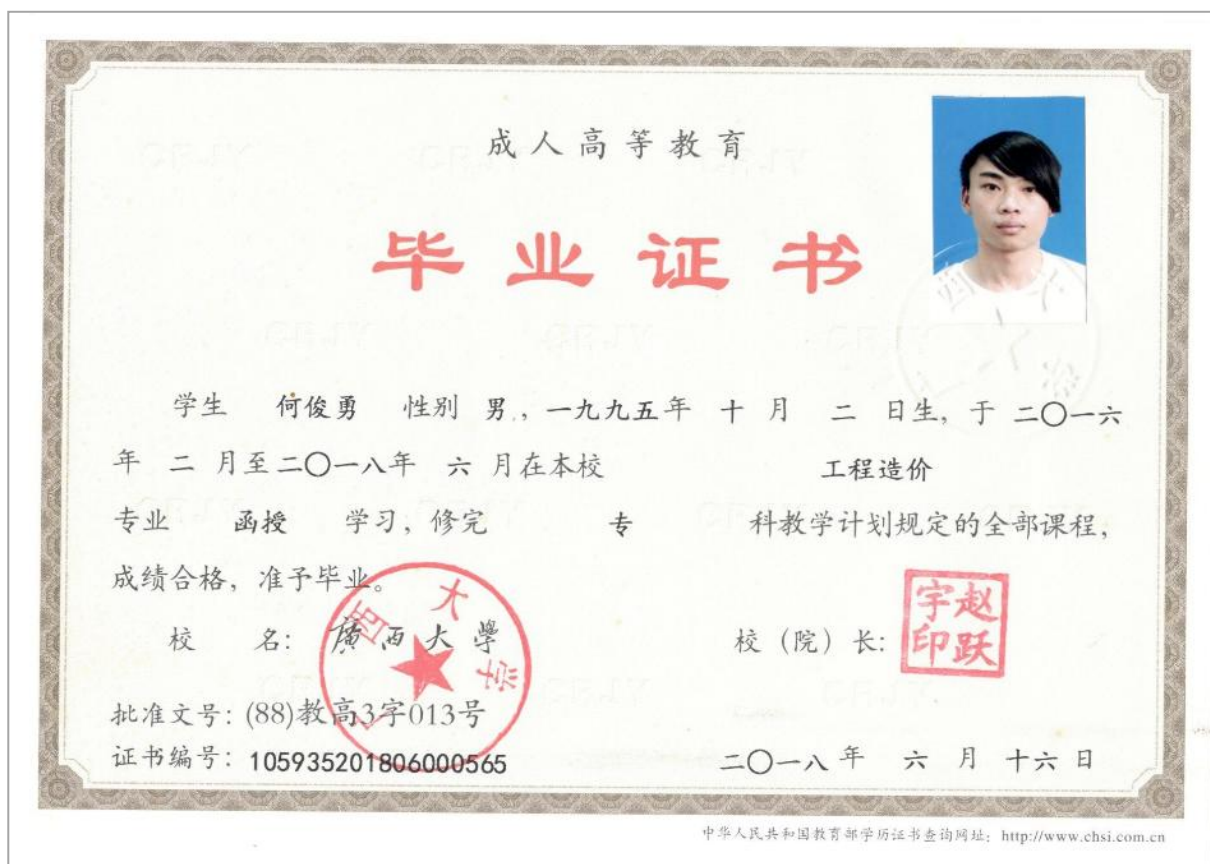 成人高等教育
毕业证书
学生 何俊勇 性别 男，一九九五年 十 月 二 日生，于 二〇一六
年 二 月至二〇一八年 六 月在本校 工程造价
专业 函授 学习，修完 专 科教学计划规定的全部课程，
成绩合格，准予毕业。
校 名：廣西大學
广西大学
校（院）长：
赵跃宇印
批准文号：(88)教高3字013号
证书编号：105935201806000565
二〇一八年 六 月 十六 日
中华人民共和国教育部学历证书查询网址：http://www.chsi.com.cn